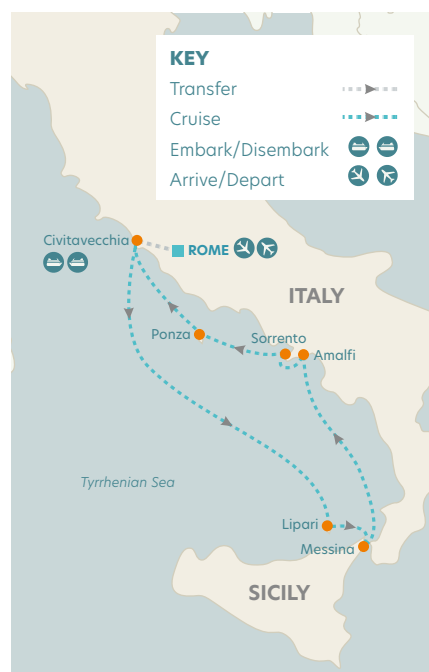 KEY
Transfer
Cruise
Embark/Disembark
Arrive/Depart
Civitavecchia
ROME
ITALY
Ponza
Sorrento
Amalfi
Tyrrhenian Sea
Lipari
Messina
SICILY